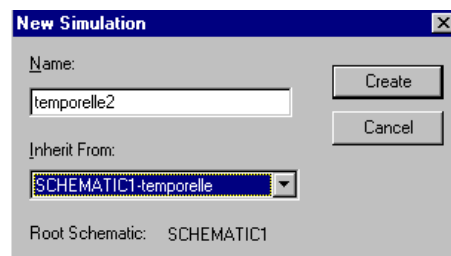 New Simulation
Name:
temporelle2
Create
Cancel
Inherit From:
SCHEMATIC1-temporelle
Root Schematic: SCHEMATIC1